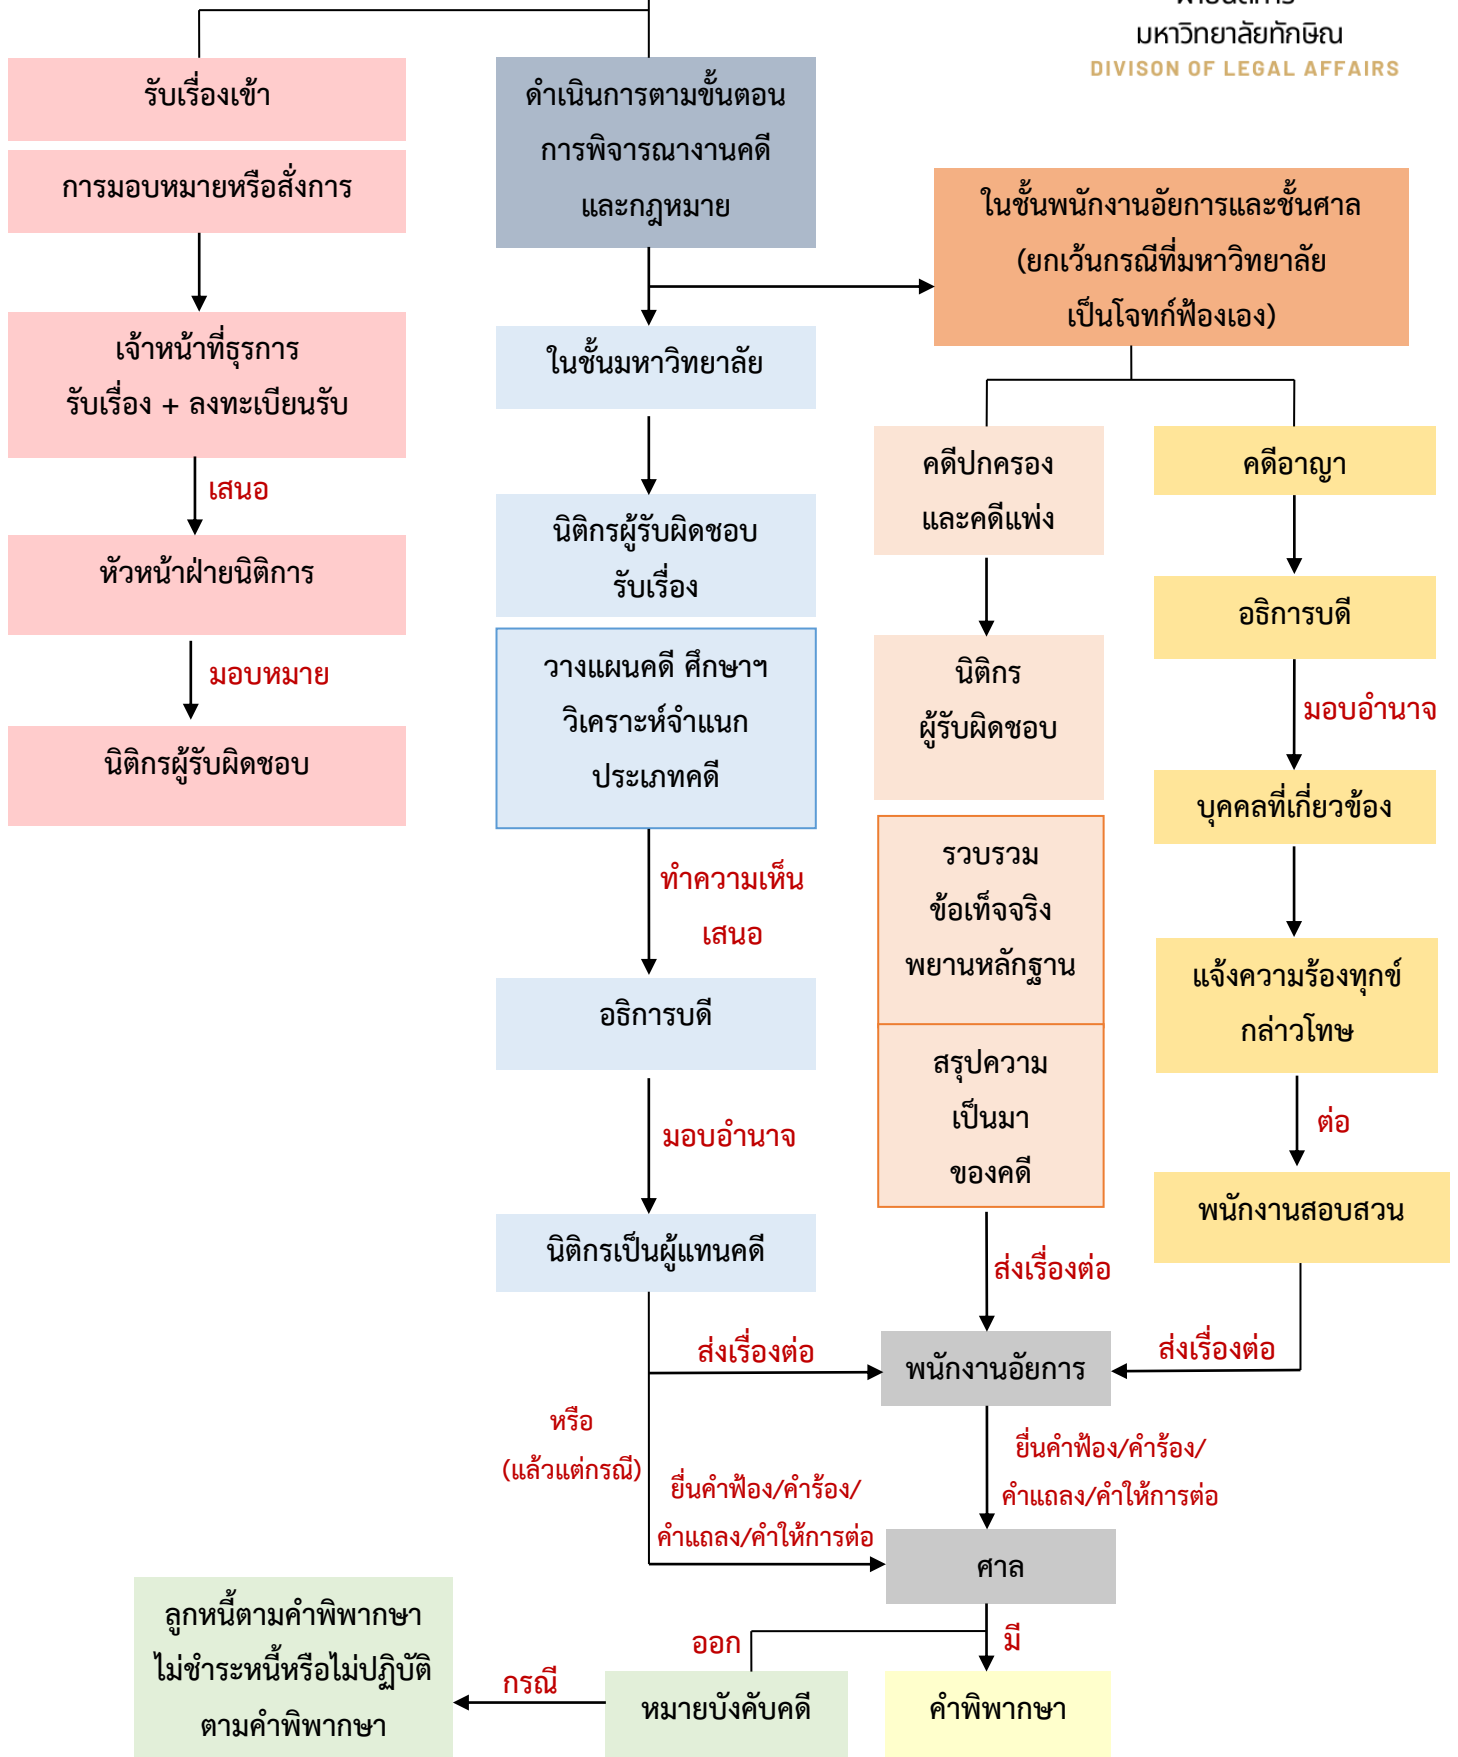 มหาวิทยาลัยทักษิณ
DIVISON OF LEGAL AFFAIRS
รับเรื่องเข้า
การมอบหมายหรือสั่งการ
เจ้าหน้าที่ธุรการ
รับเรื่อง + ลงทะเบียนรับ
เสนอ
หัวหน้าฝ่ายนิติการ
มอบหมาย
นิติกรผู้รับผิดชอบ
ดำเนินการตามขั้นตอน
การพิจารณางานคดี
และกฎหมาย
ในชั้นมหาวิทยาลัย
นิติกรผู้รับผิดชอบ
รับเรื่อง
วางแผนคดี ศึกษาฯ
วิเคราะห์จำแนก
ประเภทคดี
ทำความเห็น
เสนอ
อธิการบดี
มอบอำนาจ
นิติกรเป็นผู้แทนคดี
ส่งเรื่องต่อ
หรือ
(แล้วแต่กรณี)
ยื่นคำฟ้อง/คำร้อง/
คำแถลง/คำให้การต่อ
ในชั้นพนักงานอัยการและชั้นศาล
(ยกเว้นกรณีที่มหาวิทยาลัย
เป็นโจทก์ฟ้องเอง)
คดีปกครอง
และคดีแพ่ง
นิติกร
ผู้รับผิดชอบ
รวบรวม
ข้อเท็จจริง
พยานหลักฐาน
สรุปความ
เป็นมา
ของคดี
ส่งเรื่องต่อ
คดีอาญา
อธิการบดี
มอบอำนาจ
บุคคลที่เกี่ยวข้อง
แจ้งความร้องทุกข์
กล่าวโทษ
ต่อ
พนักงานสอบสวน
ส่งเรื่องต่อ
พนักงานอัยการ
ยื่นคำฟ้อง/คำร้อง/
คำแถลง/คำให้การต่อ
ศาล
มี
คำพิพากษา
ออก
หมายบังคับคดี
กรณี
ลูกหนี้ตามคำพิพากษา
ไม่ชำระหนี้หรือไม่ปฏิบัติ
ตามคำพิพากษา